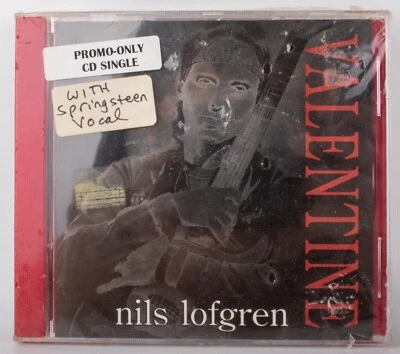 PROMO-ONLY
CD SINGLE
WITH
Springsteen
Vocal
VALENTINE
nils lofgren